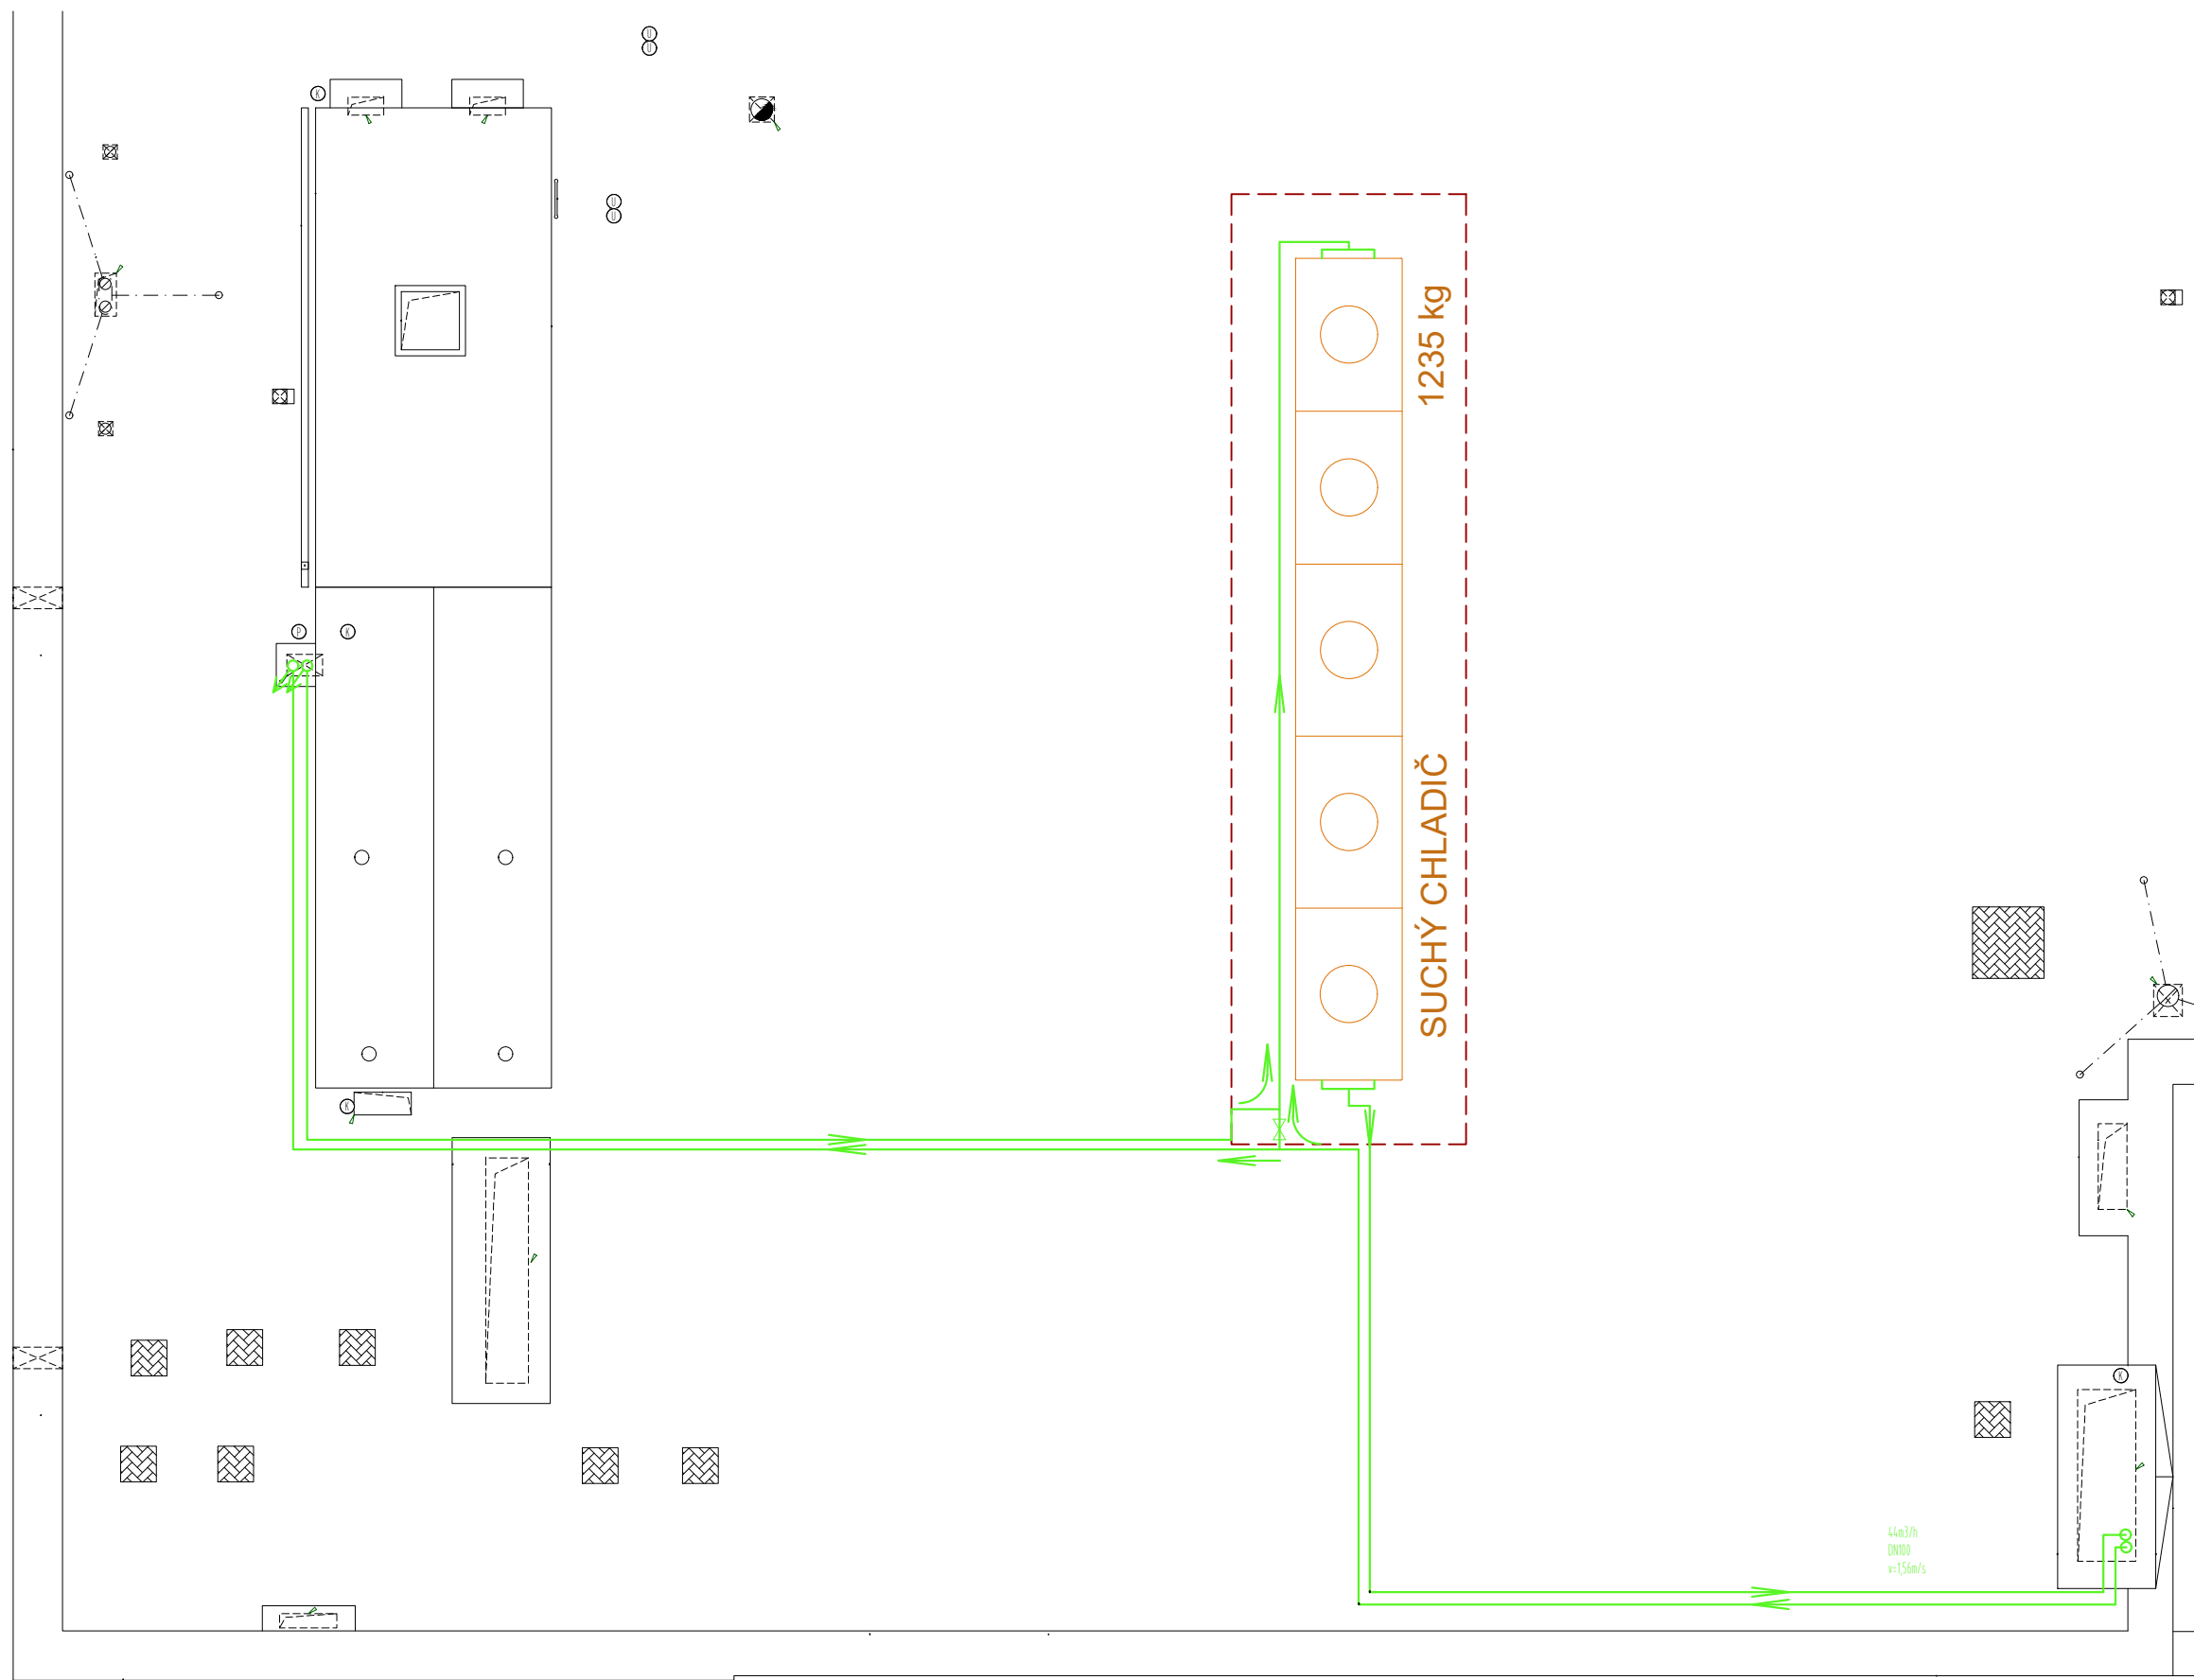 K
U
U
U
U
1235 kg
P
K
SUCHÝ CHLADIČ
K
K
44m3/h
DN100
v=1,56m/s